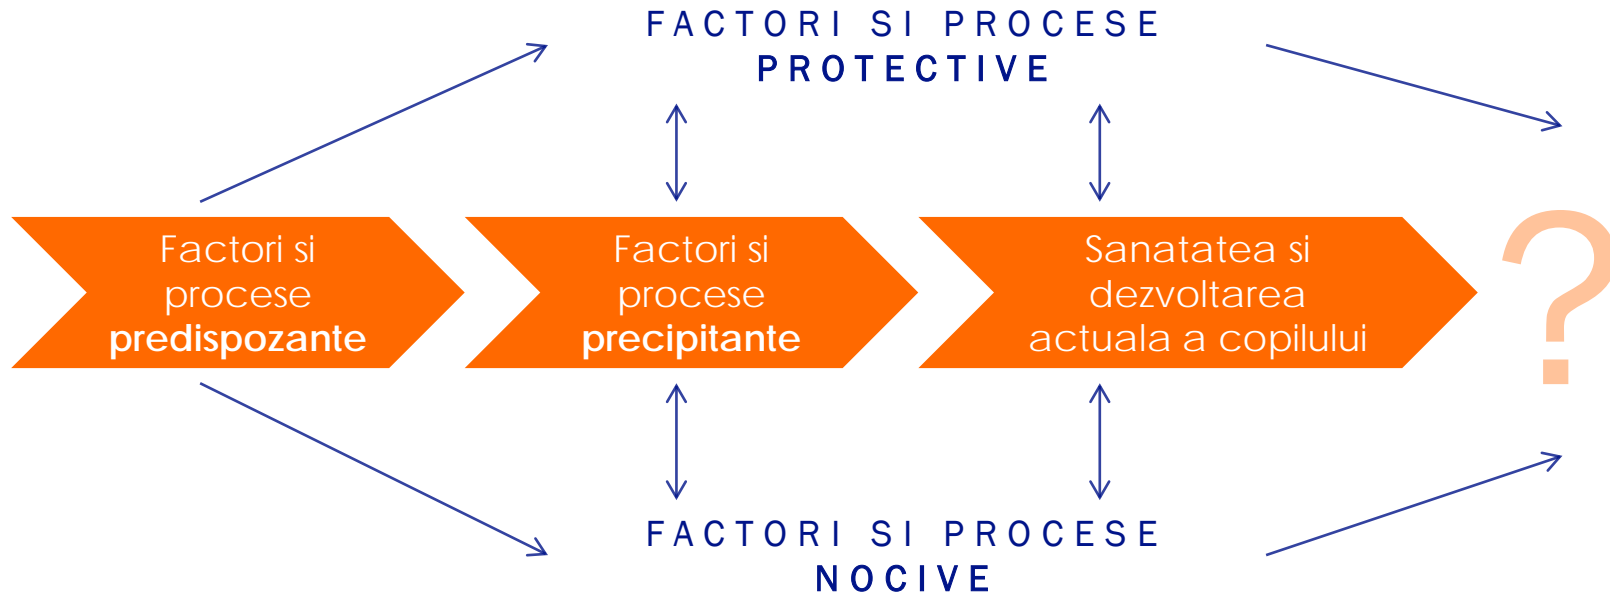 FACTORI SI PROCESE
PROTECTIVE
Factori si
procese
predispozante
Factori si
procese
precipitante
Sanatatea si
dezvoltarea
actuala a copilului
?
FACTORI SI PROCESE
NOCIVE